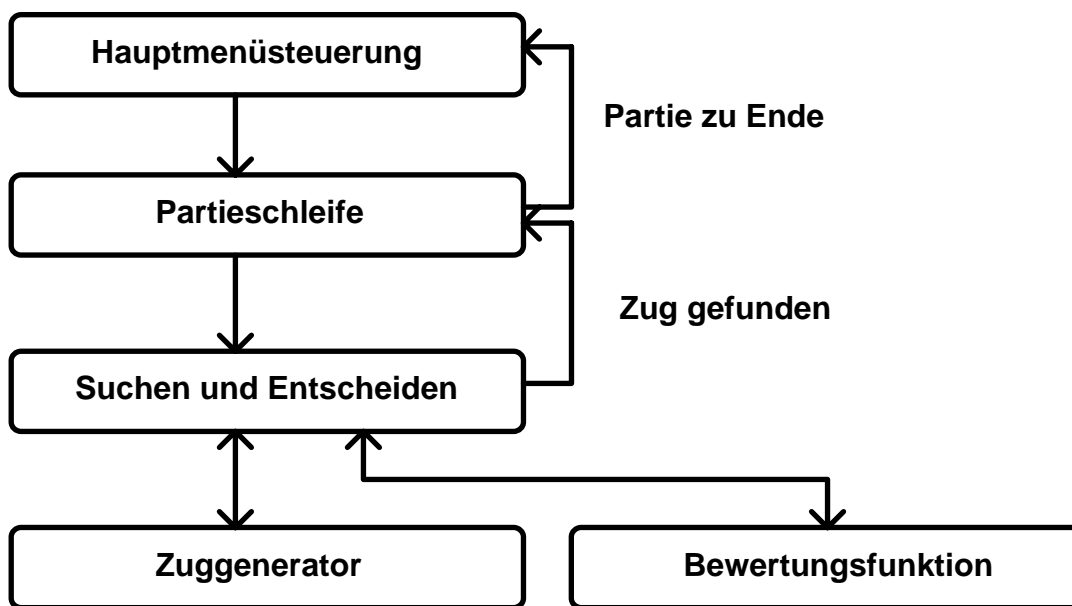 Hauptmenüsteuerung
Partie zu Ende
Partieschleife
Zug gefunden
Suchen und Entscheiden
Zuggenerator
Bewertungsfunktion